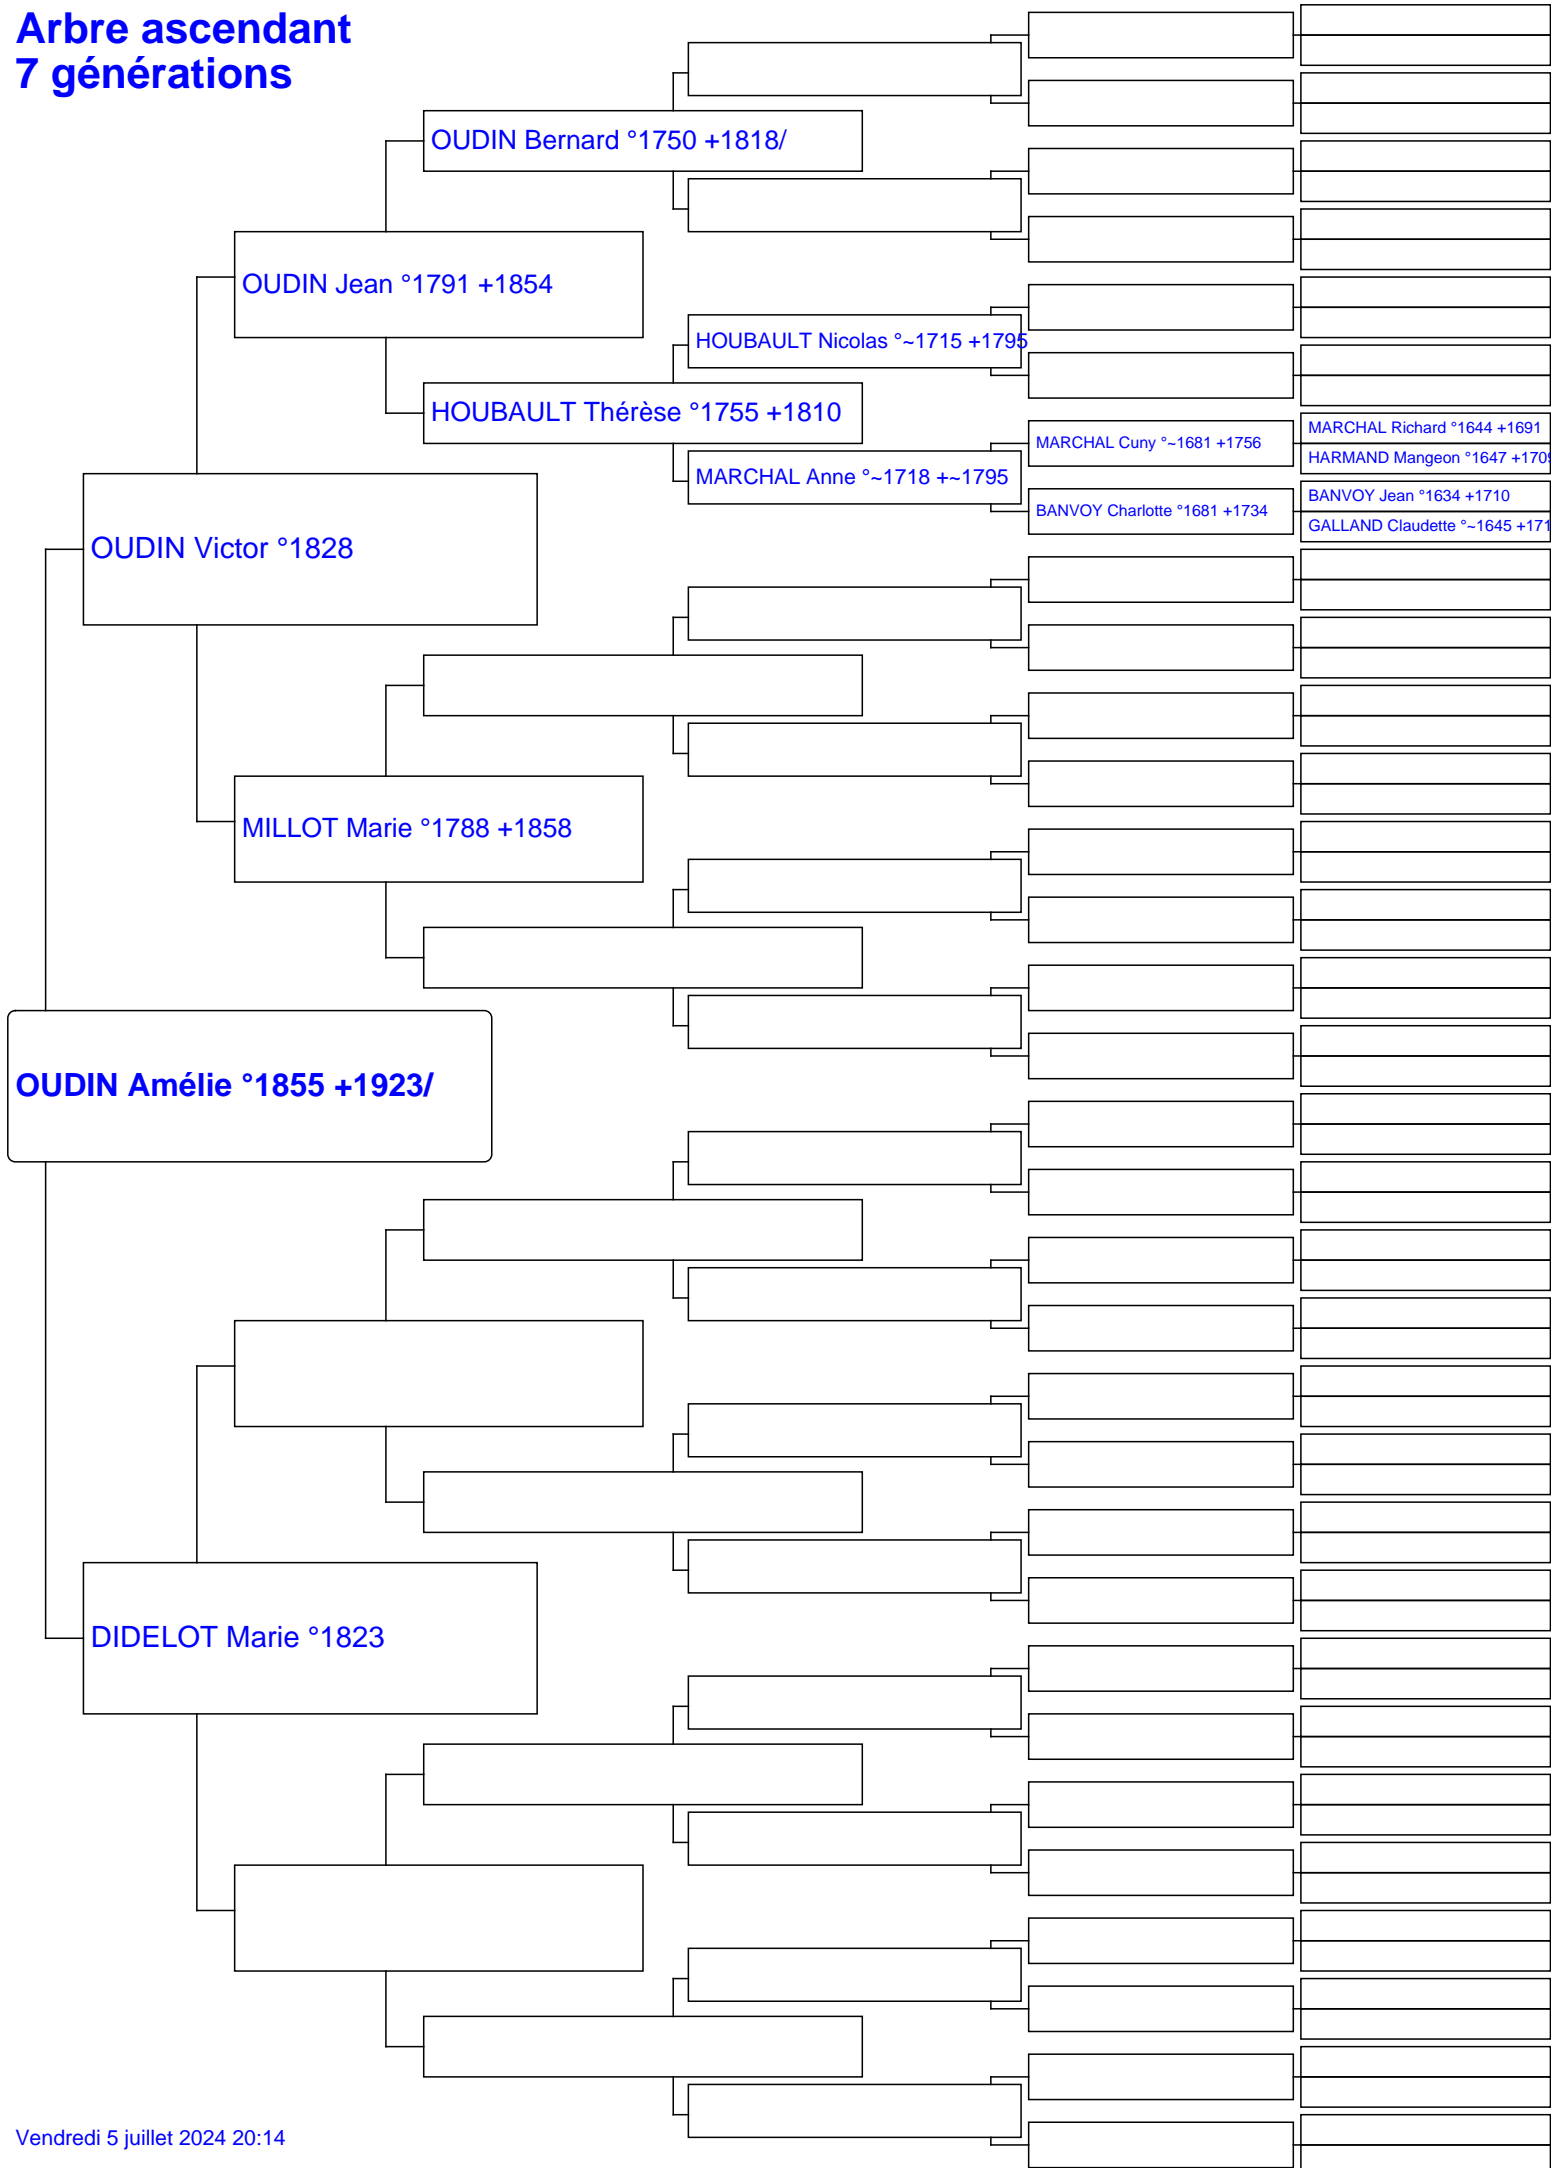 Arbre ascendant
7 générations
OUDIN Bernard °1750 +1818/
OUDIN Jean °1791 +1854
HOUBAULT Nicolas °~1715 +1795
HOUBAULT Thérèse °1755 +1810
MARCHAL Richard °1644 +1691
MARCHAL Cuny °~1681 +1756
HARMAND Mangeon °1647 +1709
MARCHAL Anne °~1718 +~1795
BANVOY Jean °1634 +1710
BANVOY Charlotte °1681 +1734
GALLAND Claudette °~1645 +171
OUDIN Victor °1828
MILLOT Marie °1788 +1858
OUDIN Amélie °1855 +1923/
DIDELOT Marie °1823
Vendredi 5 juillet 2024 20:14